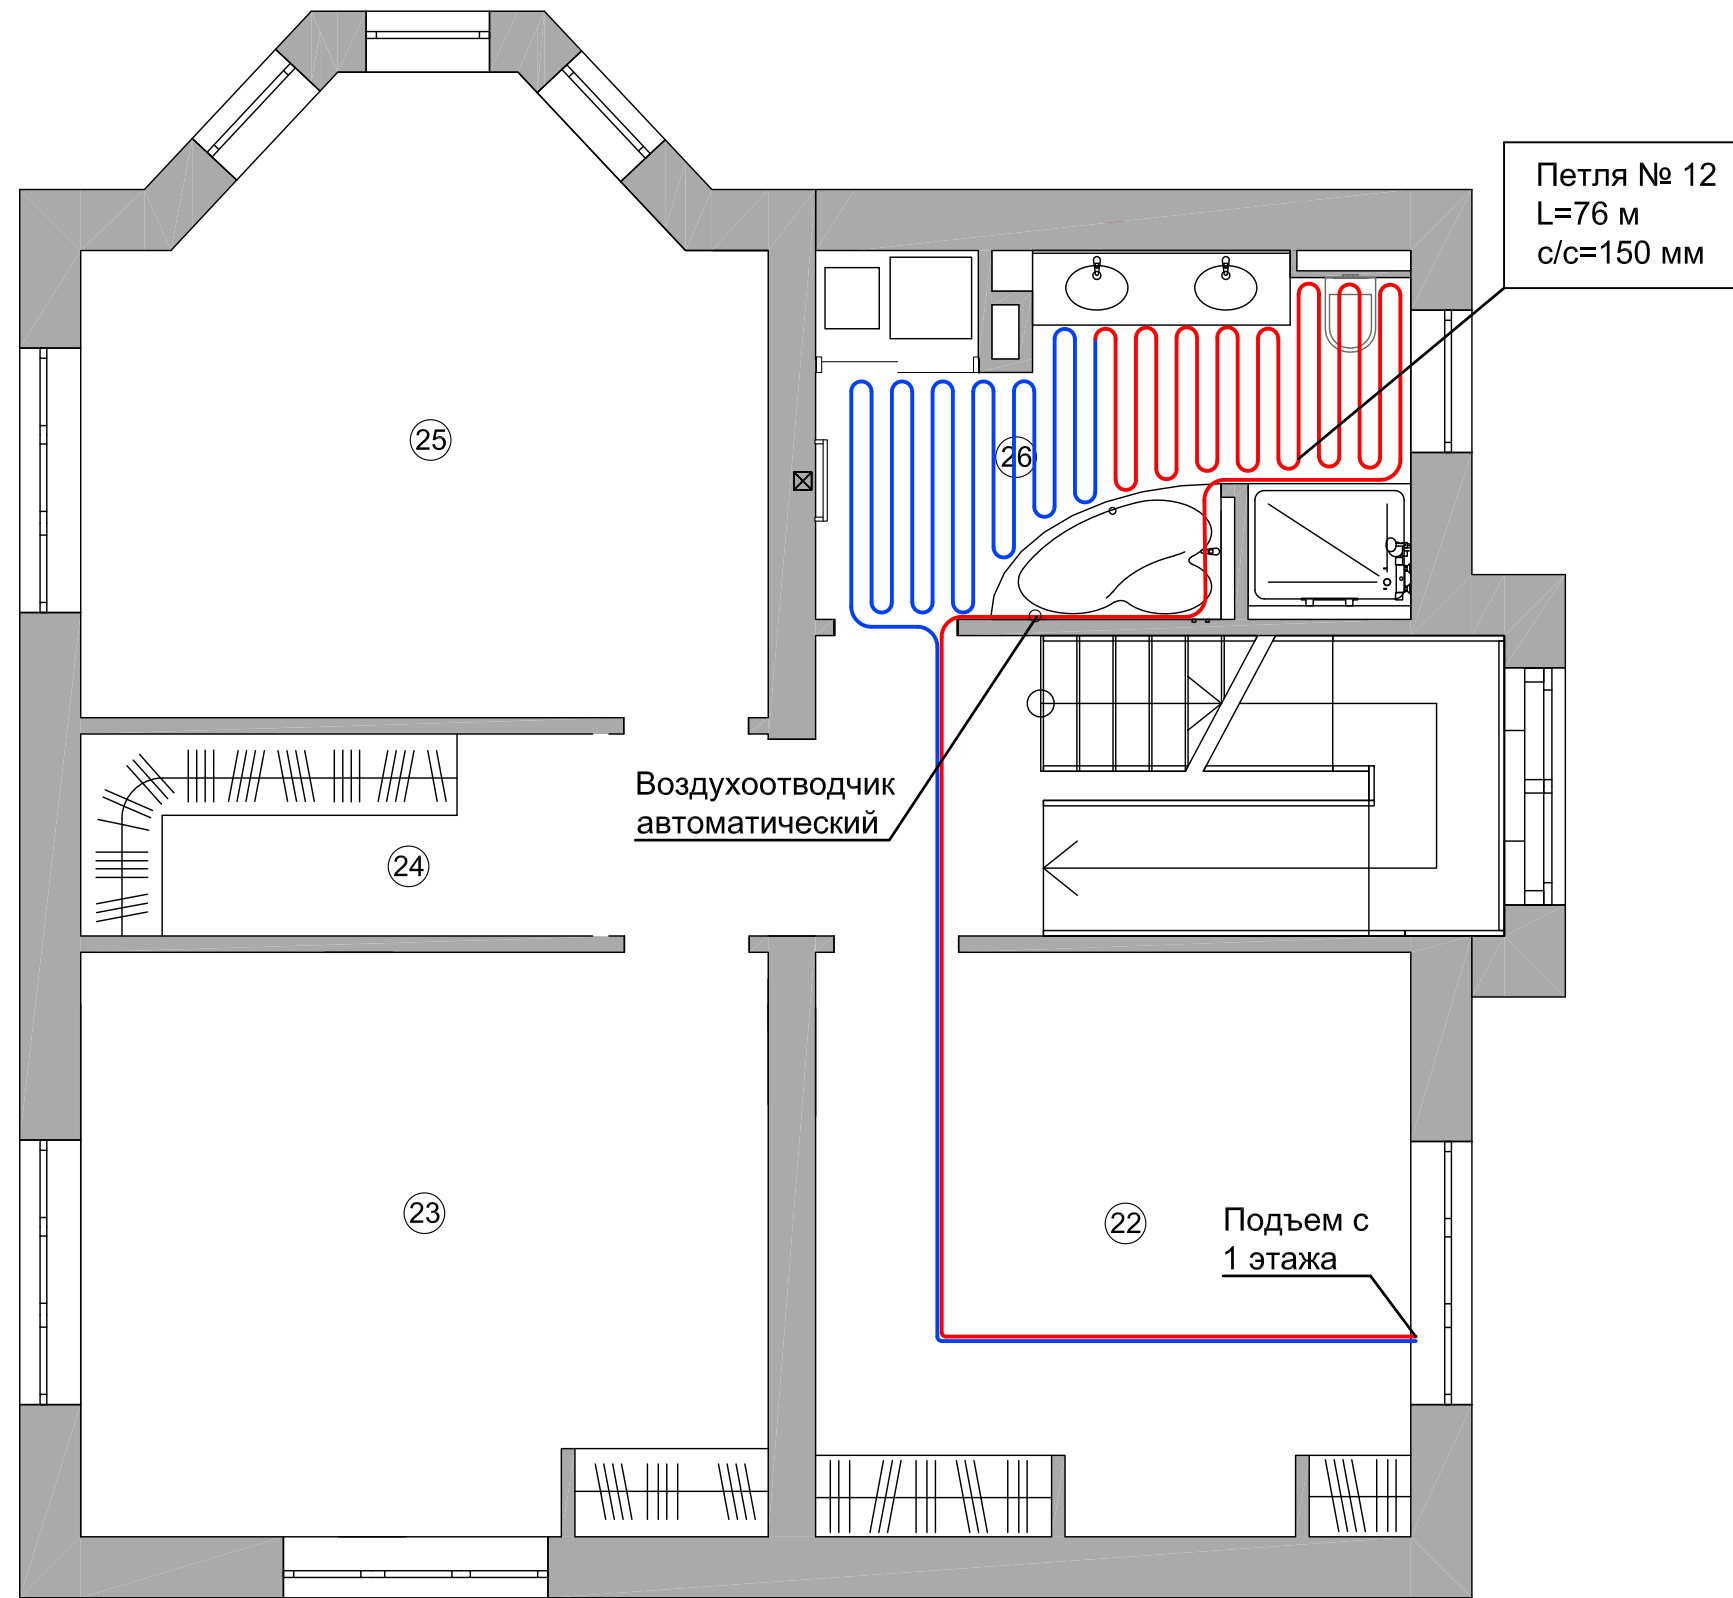 Петля № 12
L=76 м
c/c=150 мм
25
26
Воздухоотводчик
автоматический
24
23
22
Подъем с
1 этажа